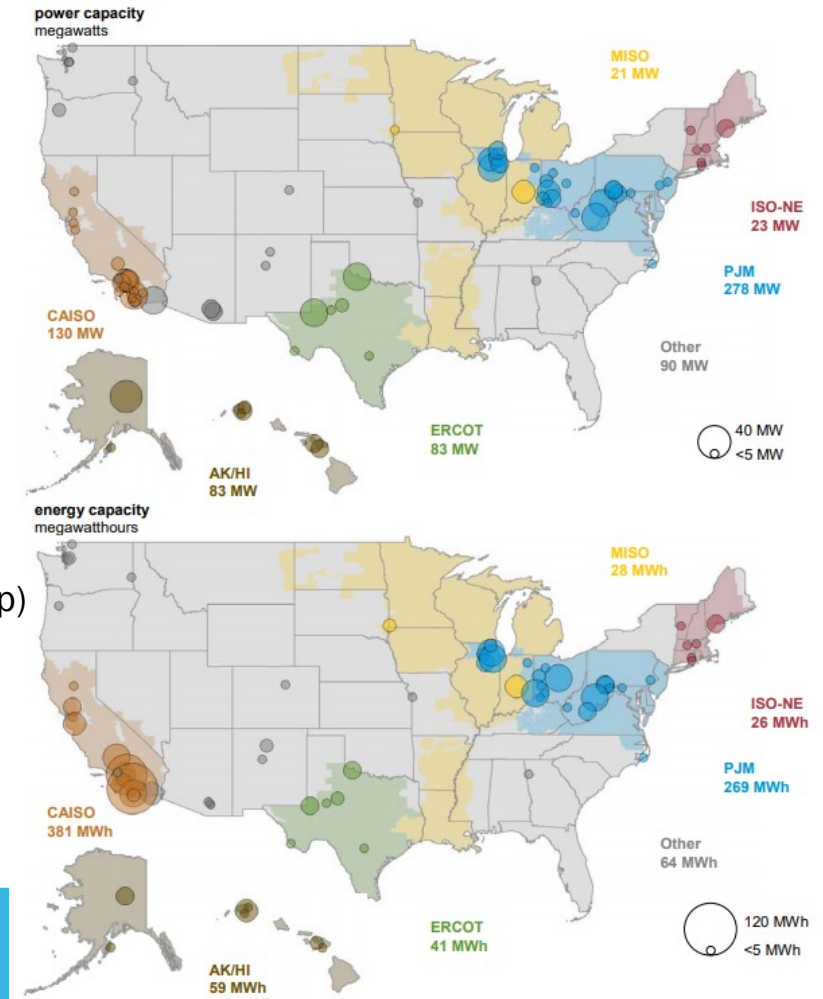 power capacity
megawatts
MISO
21 MW
ISO-NE
23 MW
PJM
278 MW
CAISO
130 MW
Other
90 MW
ERCOT
83 MW
40 MW
<5 MW
AK/HI
83 MW
energy capacity
megawatthours
MISO
28 MWh
p)
ISO-NE
26 MWh
PJM
269 MWh
CAISO
381 MWh
Other
64 MWh
120 MWh
<5 MWh
ERCOT
41 MWh
AK/HI
59 MWh